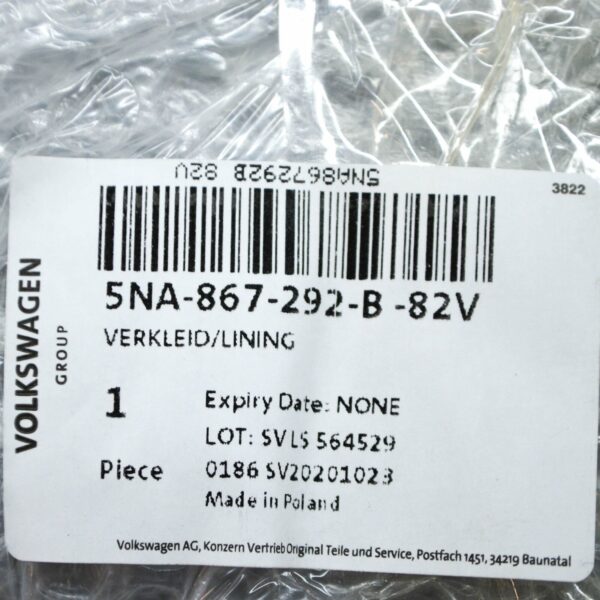 5NA867292B 82V
3822
VOLKSWAGEN
GROUP
5NA-867-292-B -82V
VERKLEID/LINING
1
Piece
Expiry Date: NONE
LOT: SVLS 564529
0186 SV20201023
Made in Poland
Volkswagen AG, Konzern Vertrieb Original Teile und Service, Postfach 1451, 34219 Baunatal